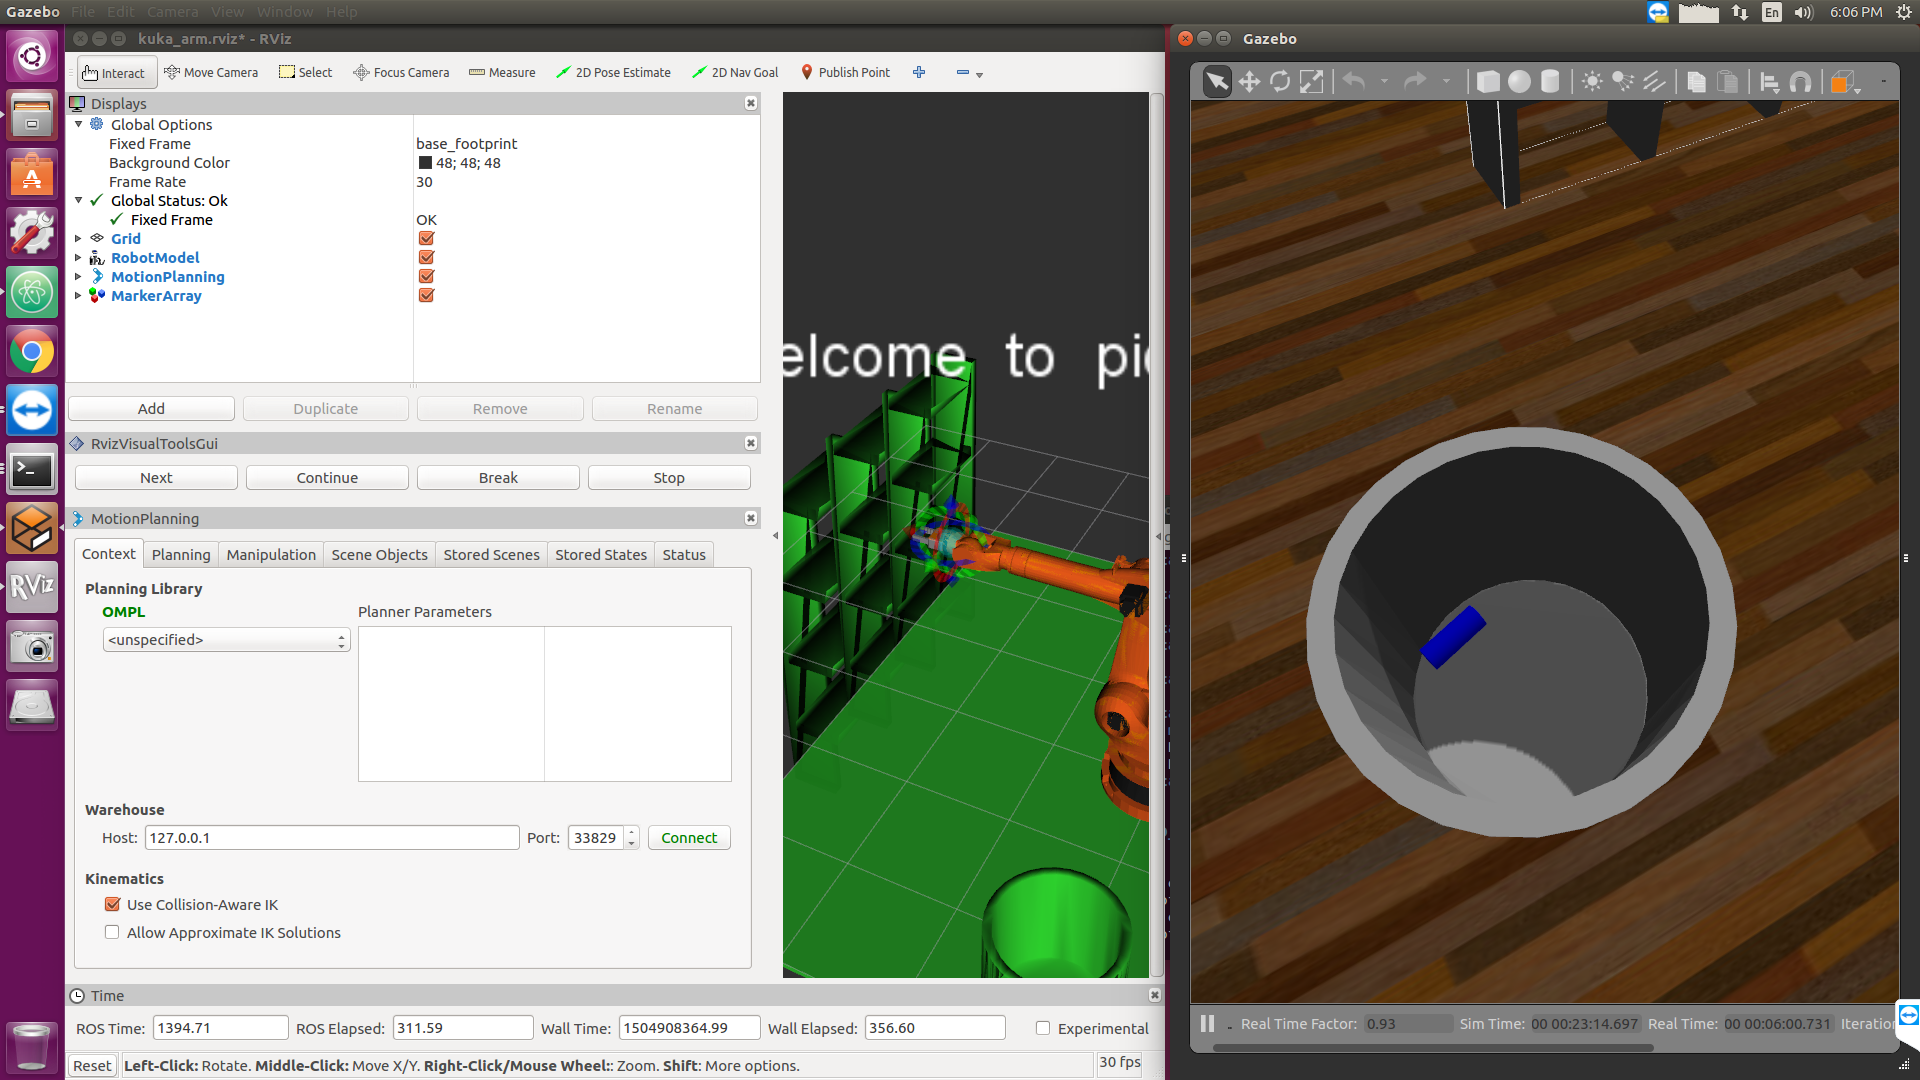 Gazebo File Edit Camera View Window Help
En 6:06 PM
kuka_arm.rviz* - RViz
Gazebo
Interact Move Camera Select Focus Camera Measure 2D Pose Estimate 2D Nav Goal Publish Point
Displays
Global Options
Fixed Frame base_footprint
Background Color 48; 48; 48
Frame Rate 30
Global Status: Ok
Fixed Frame OK
Grid
RobotModel
MotionPlanning
MarkerArray
elcome to pic
Add Duplicate Remove Rename
RvizVisualToolsGui
Next Continue Break Stop
MotionPlanning
Context Planning Manipulation Scene Objects Stored Scenes Stored States Status
Planning Library
OMPL Planner Parameters
<unspecified>
RViz
Warehouse
Host: 127.0.0.1 Port: 33829 Connect
Kinematics
Use Collision-Aware IK
Allow Approximate IK Solutions
Time
ROS Time: 1394.71 ROS Elapsed: 311.59 Wall Time: 1504908364.99 Wall Elapsed: 356.60 Experimental
Real Time Factor: 0.93 Sim Time: 00 00:23:14.697 Real Time: 00 00:06:00.731 Iteration
Reset Left-Click: Rotate. Middle-Click: Move X/Y. Right-Click/Mouse Wheel:: Zoom. Shift: More options. 30 fps